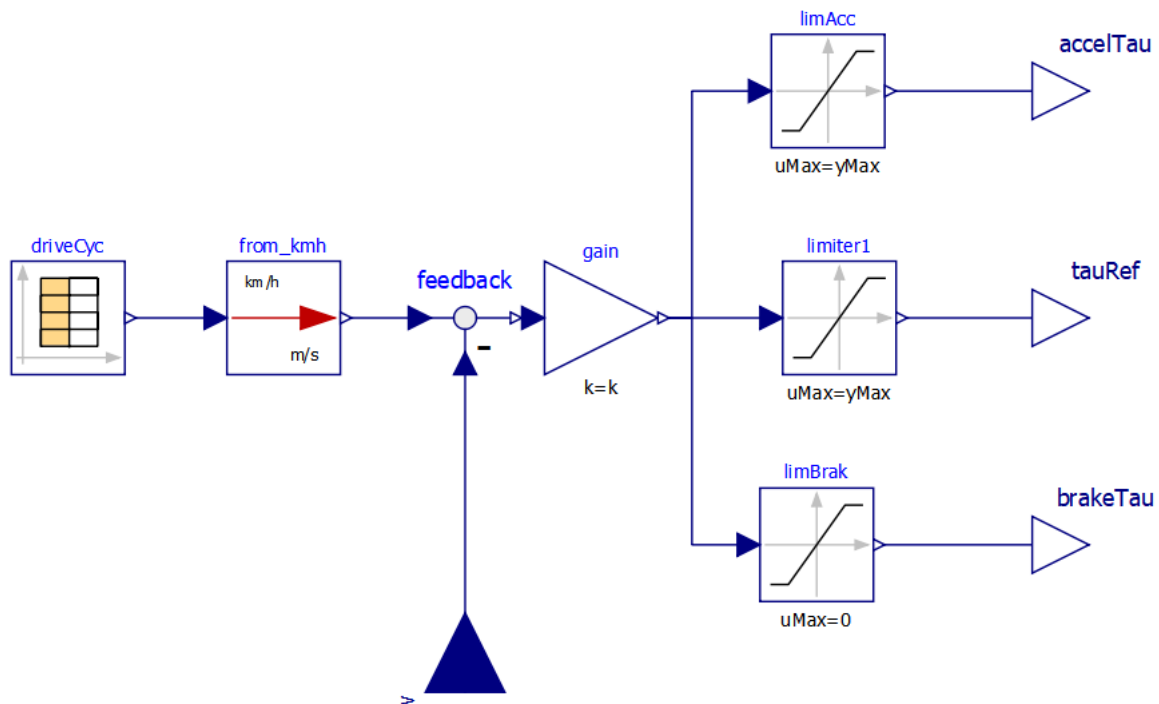 limAcc
accelTau
uMax=yMax
driveCyc
from_kmh
km/h
m/s
feedback
-
gain
k=k
limiter1
tauRef
uMax=yMax
limBrak
brakeTau
uMax=0